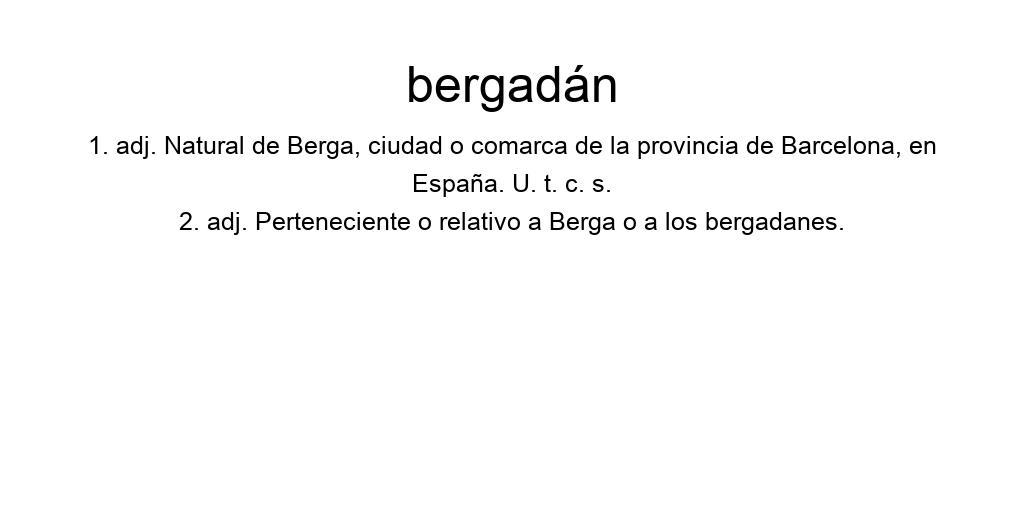 bergadán
1. adj. Natural de Berga, ciudad o comarca de la provincia de Barcelona, en
España. U. t. c. s.
2. adj. Perteneciente o relativo a Berga o a los bergadanes.